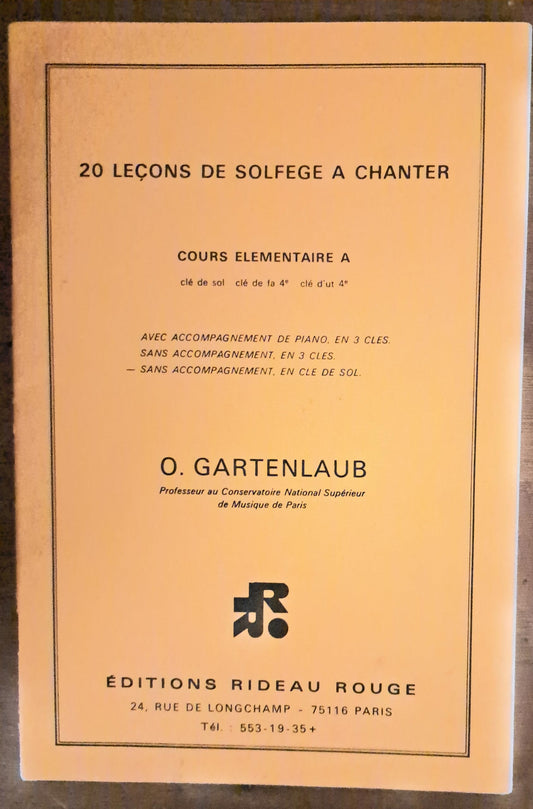 20 LEÇONS DE SOLFEGE A CHANTER
COURS ELEMENTAIRE A
clé de sol clé de fa 4e clé d'ut 4e
AVEC ACCOMPAGNEMENT DE PIANO, EN 3 CLES.
SANS ACCOMPAGNEMENT, EN 3 CLES.
— SANS ACCOMPAGNEMENT, EN CLE DE SOL.
O. GARTENLAUB
Professeur au Conservatoire National Supérieur
de Musique de Paris
RR
ÉDITIONS RIDEAU ROUGE
24, RUE DE LONGCHAMP - 75116 PARIS
Tél. : 553-19-35+